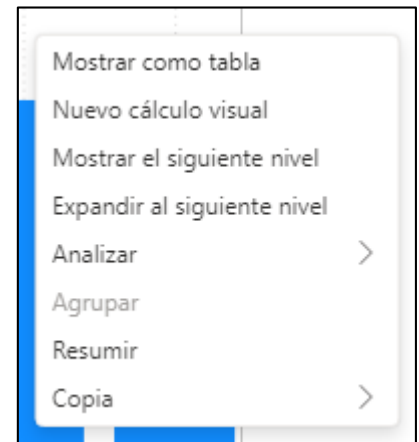 Mostrar como tabla
Nuevo cálculo visual
Mostrar el siguiente nivel
Expandir al siguiente nivel
Analizar
Agrupar
Resumir
Copia